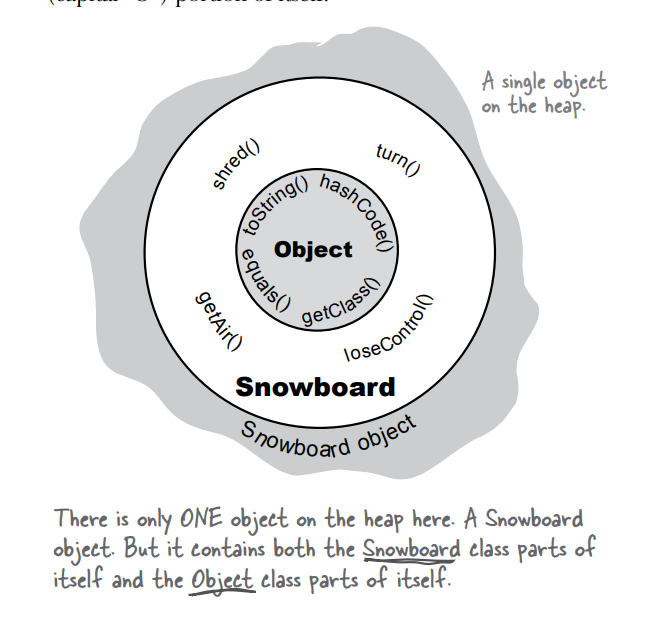 (capital “O”) portion of itself.
A single object
on the heap.
shred()
turn()
toString()
hashCode()
Object
equals()
getClass()
getAir()
loseControl()
Snowboard
Snowboard object
There is only ONE object on the heap here. A Snowboard
object. But it contains both the Snowboard class parts of
itself and the Object class parts of itself.